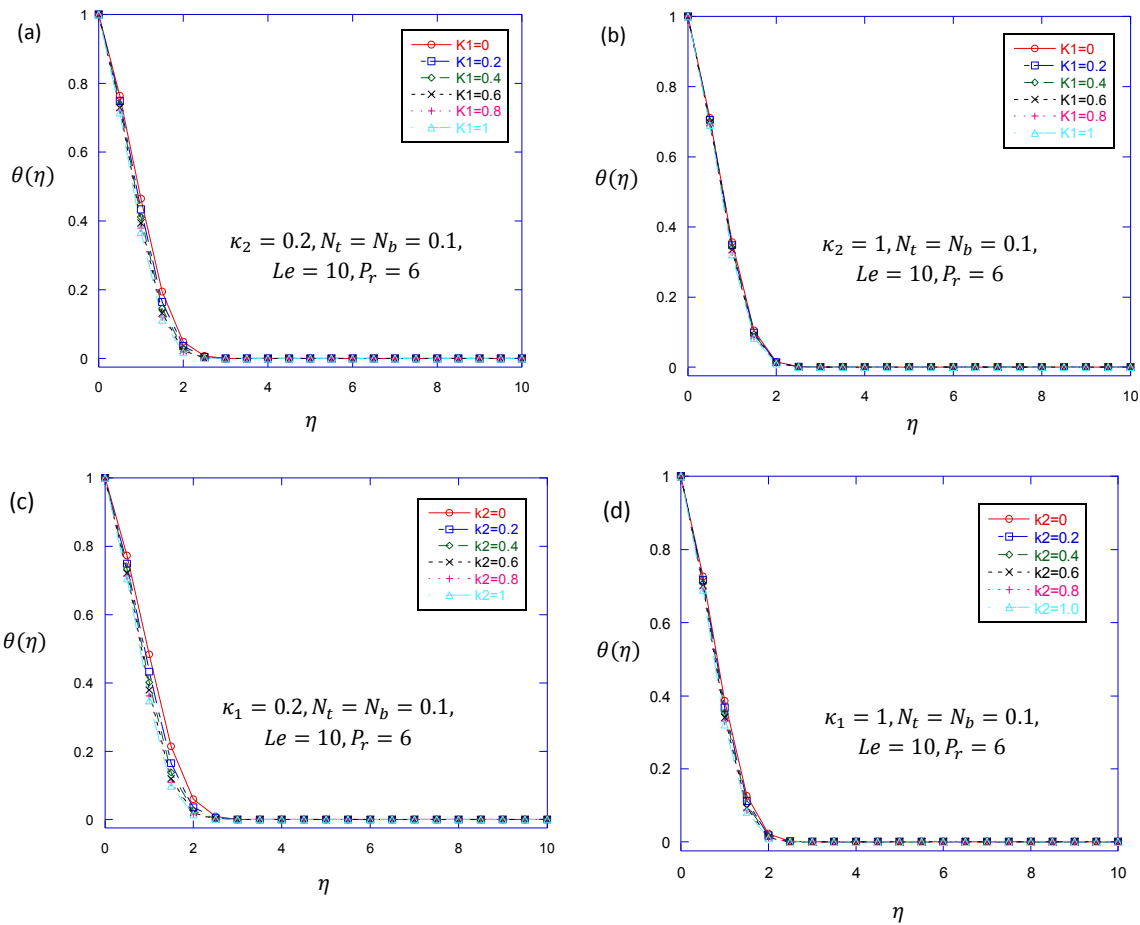 (a)
1
0.8
0.6
0.4
0.2
0
θ(η)
K1=0
K1=0.2
K1=0.4
K1=0.6
K1=0.8
K1=1
κ₂ = 0.2, Nₜ = N_b = 0.1,
Le = 10, Pᵣ = 6
0 2 4 6 8 10
η
(b)
1
0.8
0.6
0.4
0.2
0
θ(η)
K1=0
K1=0.2
K1=0.4
K1=0.6
K1=0.8
K1=1
κ₂ = 1, Nₜ = N_b = 0.1,
Le = 10, Pᵣ = 6
0 2 4 6 8 10
η
(c)
1
0.8
0.6
0.4
0.2
0
θ(η)
k2=0
k2=0.2
k2=0.4
k2=0.6
k2=0.8
k2=1
κ₁ = 0.2, Nₜ = N_b = 0.1,
Le = 10, Pᵣ = 6
0 2 4 6 8 10
η
(d)
1
0.8
0.6
0.4
0.2
0
θ(η)
k2=0
k2=0.2
k2=0.4
k2=0.6
k2=0.8
k2=1.0
κ₁ = 1, Nₜ = N_b = 0.1,
Le = 10, Pᵣ = 6
0 2 4 6 8 10
η